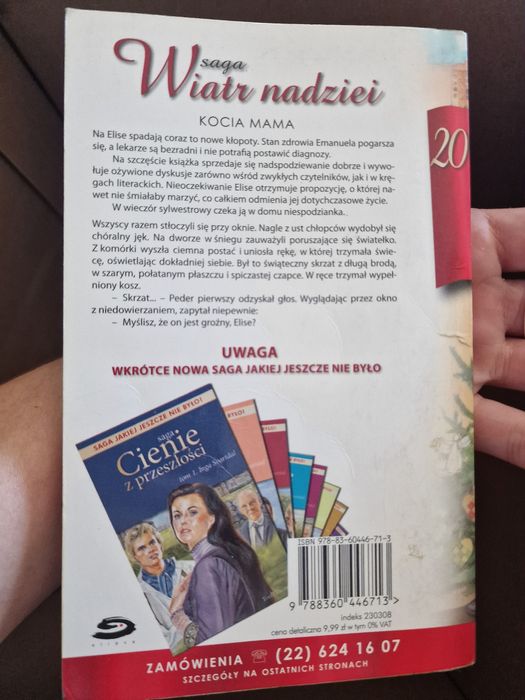 saga
Wiatr nadziei
KOCIA MAMA
20
Na Elise spadają coraz to nowe kłopoty. Stan zdrowia Emanuela pogarsza
się, a lekarze są bezradni i nie potrafią postawić diagnozy.
Na szczęście książka sprzedaje się nadspodziewanie dobrze i wywo-
łuje ożywione dyskusje zarówno wśród zwykłych czytelników, jak i w krę-
gach literackich. Nieoczekiwanie Elise otrzymuje propozycję, o której na-
wet nie śmiałaby marzyć, co całkiem odmienia jej dotychczasowe życie.
W wieczór sylwestrowy czeka ją w domu niespodzianka.
Wszyscy razem stłoczyli się przy oknie. Nagle z ust chłopców wydobył się
chóralny jęk. Na dworze w śniegu zauważyli poruszające się światełko.
Z komórki wyszła ciemna postać i uniosła rękę, w której trzymała świe-
cę, oświetlając dokładniej siebie. Był to świąteczny skrzat z długą brodą,
w szarym, połatanym płaszczu i spiczastej czapce. W ręce trzymał wypeł-
niony kosz.
– Skrzat... – Peder pierwszy odzyskał głos. Wyglądając przez okno
z niedowierzaniem, zapytał niepewnie:
– Myślisz, że on jest groźny, Elise?
UWAGA
WKRÓTCE NOWA SAGA JAKIEJ JESZCZE NIE BYŁO
SAGA JAKIEJ JESZCZE NIE BYŁO!
saga
Cienie
z przeszłości
tom 1. Inga Storådal
BYŁO!
ISBN 978-83-60446-71-3
9 788360 446713 >
indeks 230308
cena detaliczna 9,99 zł w tym 0% VAT
ZAMÓWIENIA ☎ (22) 624 16 07
SZCZEGÓŁY NA OSTATNICH STRONACH